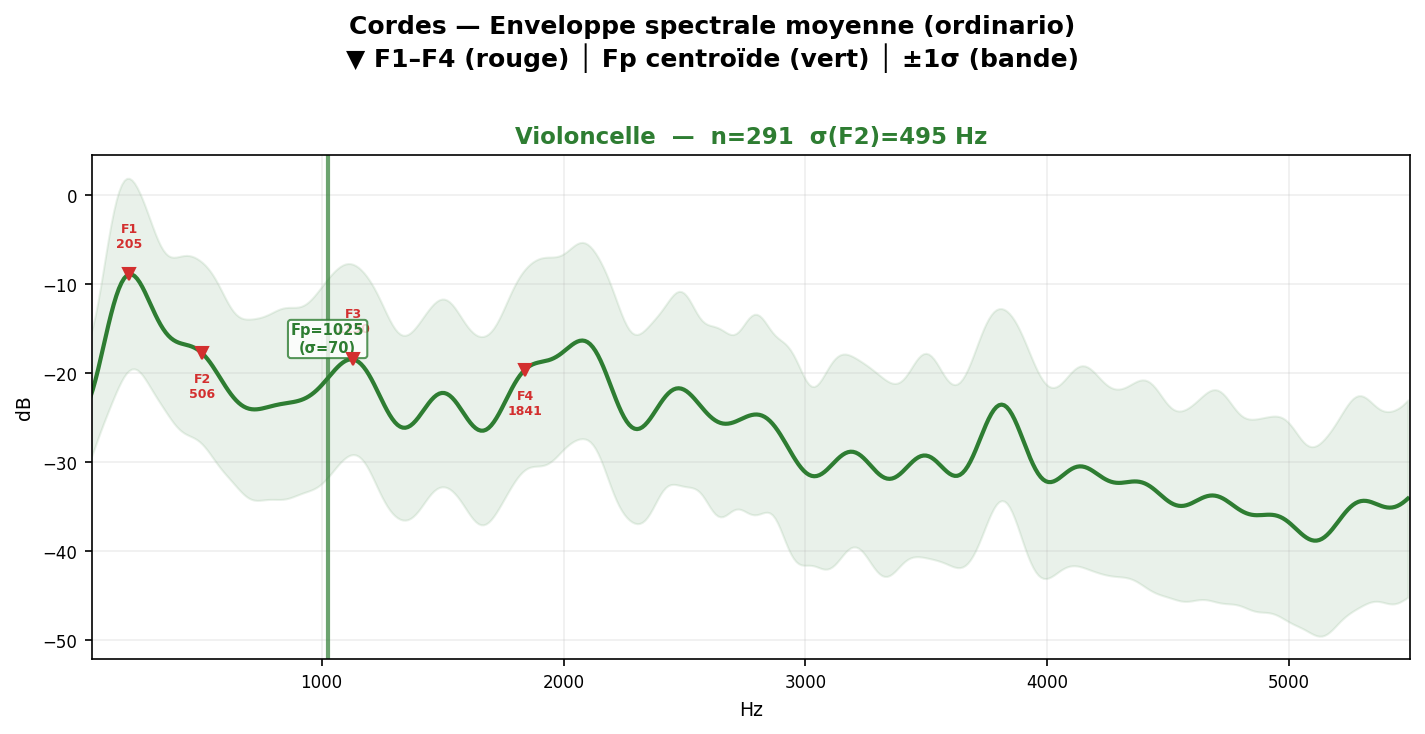 Cordes — Enveloppe spectrale moyenne (ordinario)
▼ F1–F4 (rouge) │ Fp centroïde (vert) │ ±1σ (bande)
Violoncelle — n=291 σ(F2)=495 Hz
dB
0
−10
−20
−30
−40
−50
F1
205
F2
506
Fp=1025
(σ=70)
F3
F4
1841
1000
2000
3000
4000
5000
Hz